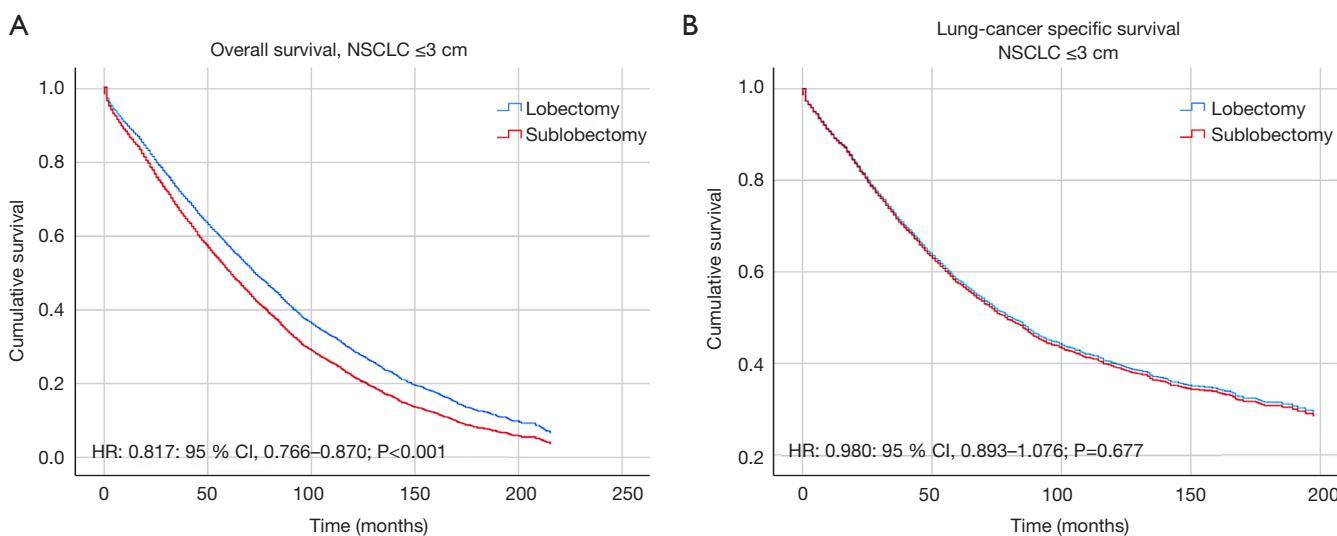 A
Overall survival, NSCLC ≤3 cm
Cumulative survival
1.0
0.8
0.6
0.4
0.2
0.0
Lobectomy
Sublobectomy
HR: 0.817: 95 % CI, 0.766–0.870; P<0.001
0 50 100 150 200 250
Time (months)
B
Lung-cancer specific survival
NSCLC ≤3 cm
Cumulative survival
1.0
0.8
0.6
0.4
0.2
Lobectomy
Sublobectomy
HR: 0.980: 95 % CI, 0.893–1.076; P=0.677
0 50 100 150 200
Time (months)